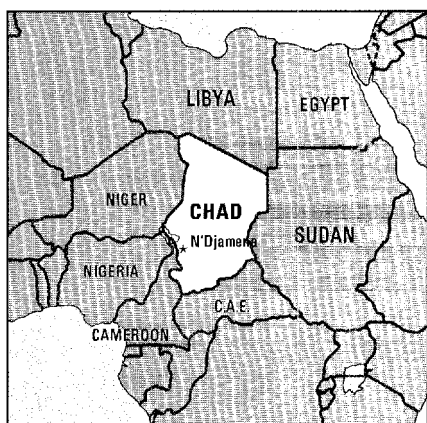 LIBYA
EGYPT
NIGER
CHAD
N'Djamena
SUDAN
NIGERIA
C.A.E.
CAMEROON